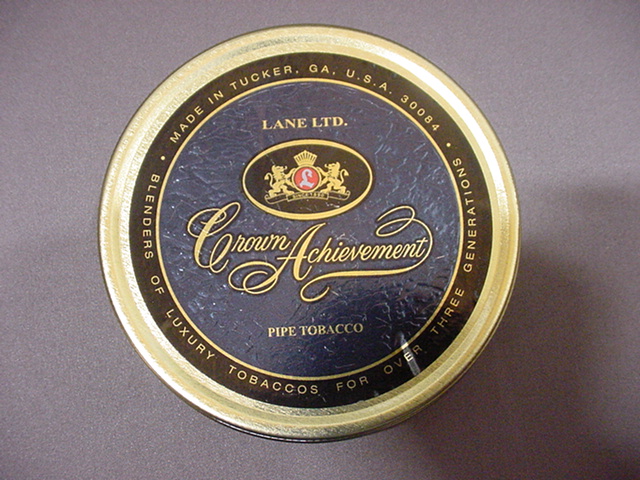 MADE IN TUCKER, GA, U.S.A. 30084
LANE LTD.
L
Crown Achievement
PIPE TOBACCO
BLENDERS OF LUXURY TOBACCOS FOR OVER THREE GENERATIONS